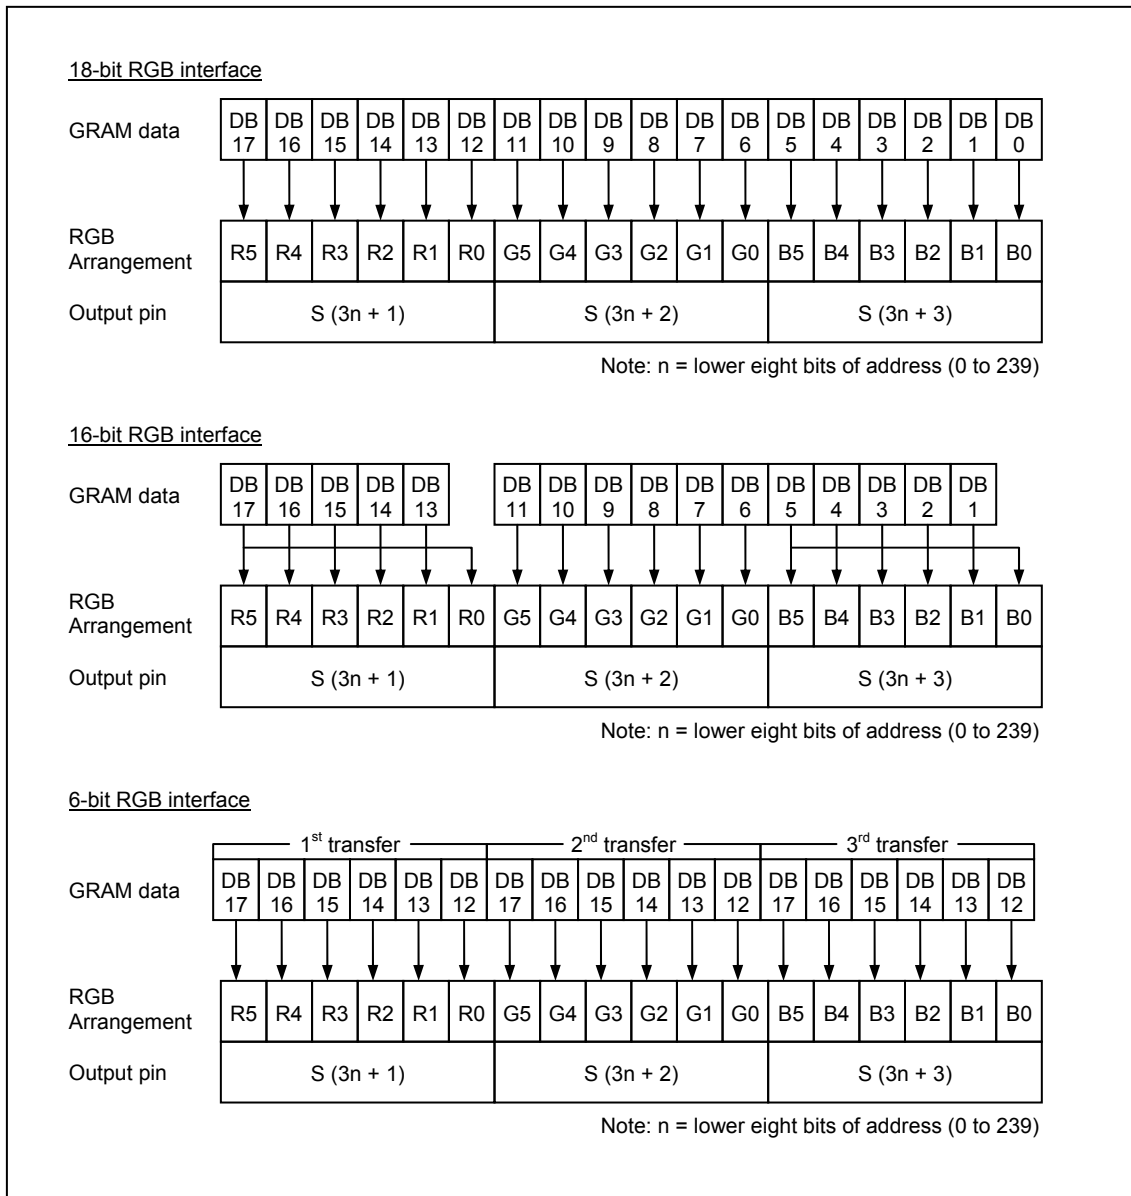 18-bit RGB interface
GRAM data
DB 17 DB 16 DB 15 DB 14 DB 13 DB 12 DB 11 DB 10 DB 9 DB 8 DB 7 DB 6 DB 5 DB 4 DB 3 DB 2 DB 1 DB 0
RGB Arrangement
R5 R4 R3 R2 R1 R0 G5 G4 G3 G2 G1 G0 B5 B4 B3 B2 B1 B0
Output pin
S (3n + 1) S (3n + 2) S (3n + 3)
Note: n = lower eight bits of address (0 to 239)
16-bit RGB interface
GRAM data
DB 17 DB 16 DB 15 DB 14 DB 13 DB 11 DB 10 DB 9 DB 8 DB 7 DB 6 DB 5 DB 4 DB 3 DB 2 DB 1
RGB Arrangement
R5 R4 R3 R2 R1 R0 G5 G4 G3 G2 G1 G0 B5 B4 B3 B2 B1 B0
Output pin
S (3n + 1) S (3n + 2) S (3n + 3)
Note: n = lower eight bits of address (0 to 239)
6-bit RGB interface
1st transfer 2nd transfer 3rd transfer
GRAM data
DB 17 DB 16 DB 15 DB 14 DB 13 DB 12 DB 17 DB 16 DB 15 DB 14 DB 13 DB 12 DB 17 DB 16 DB 15 DB 14 DB 13 DB 12
RGB Arrangement
R5 R4 R3 R2 R1 R0 G5 G4 G3 G2 G1 G0 B5 B4 B3 B2 B1 B0
Output pin
S (3n + 1) S (3n + 2) S (3n + 3)
Note: n = lower eight bits of address (0 to 239)